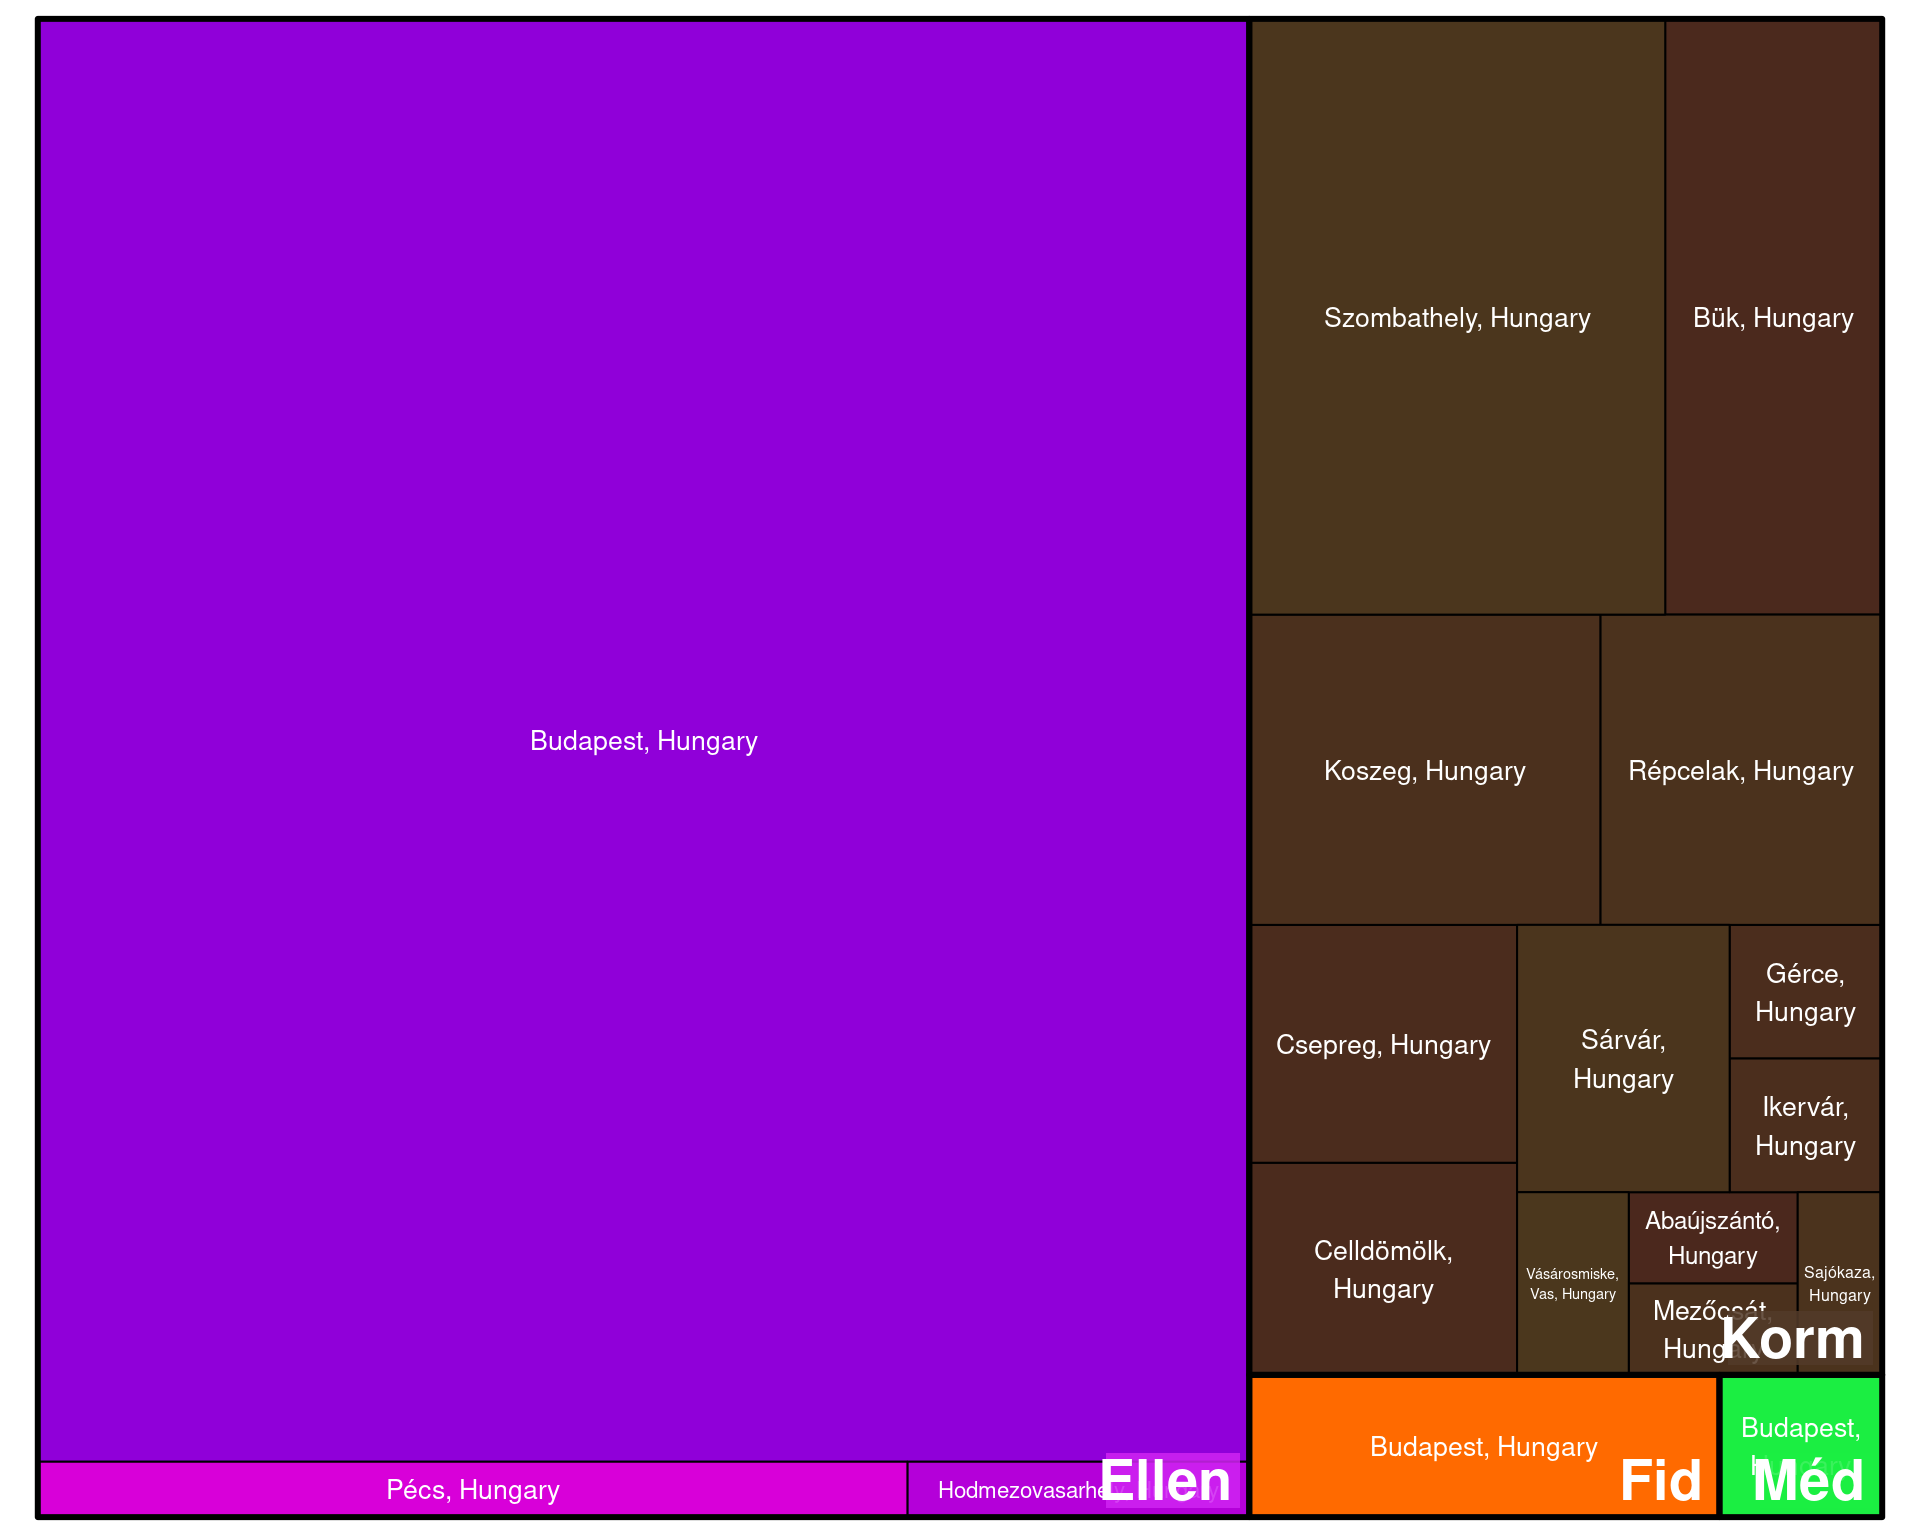 Budapest, Hungary
Pécs, Hungary
Hodmezovasarhely, Hungary
Ellen
Szombathely, Hungary
Bük, Hungary
Koszeg, Hungary
Répcelak, Hungary
Csepreg, Hungary
Sárvár,
Hungary
Gérce,
Hungary
Ikervár,
Hungary
Celldömölk,
Hungary
Vásárosmiske,
Vas, Hungary
Abaújszántó,
Hungary
Mezőcsát,
Hungary
Sajókaza,
Hungary
Korm
Budapest, Hungary
Fid
Budapest,
Hungary
Méd